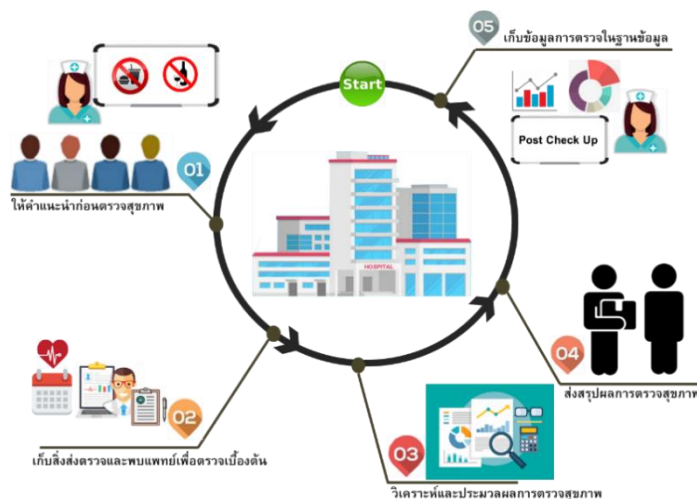 Start
01
ให้คำแนะนำก่อนตรวจสุขภาพ
02
เก็บสิ่งส่งตรวจและพบแพทย์เพื่อตรวจเบื้องต้น
03
วิเคราะห์และประมวลผลการตรวจสุขภาพ
04
ส่งสรุปผลการตรวจสุขภาพ
05
เก็บข้อมูลการตรวจในฐานข้อมูล
Post Check Up
HOSPITAL